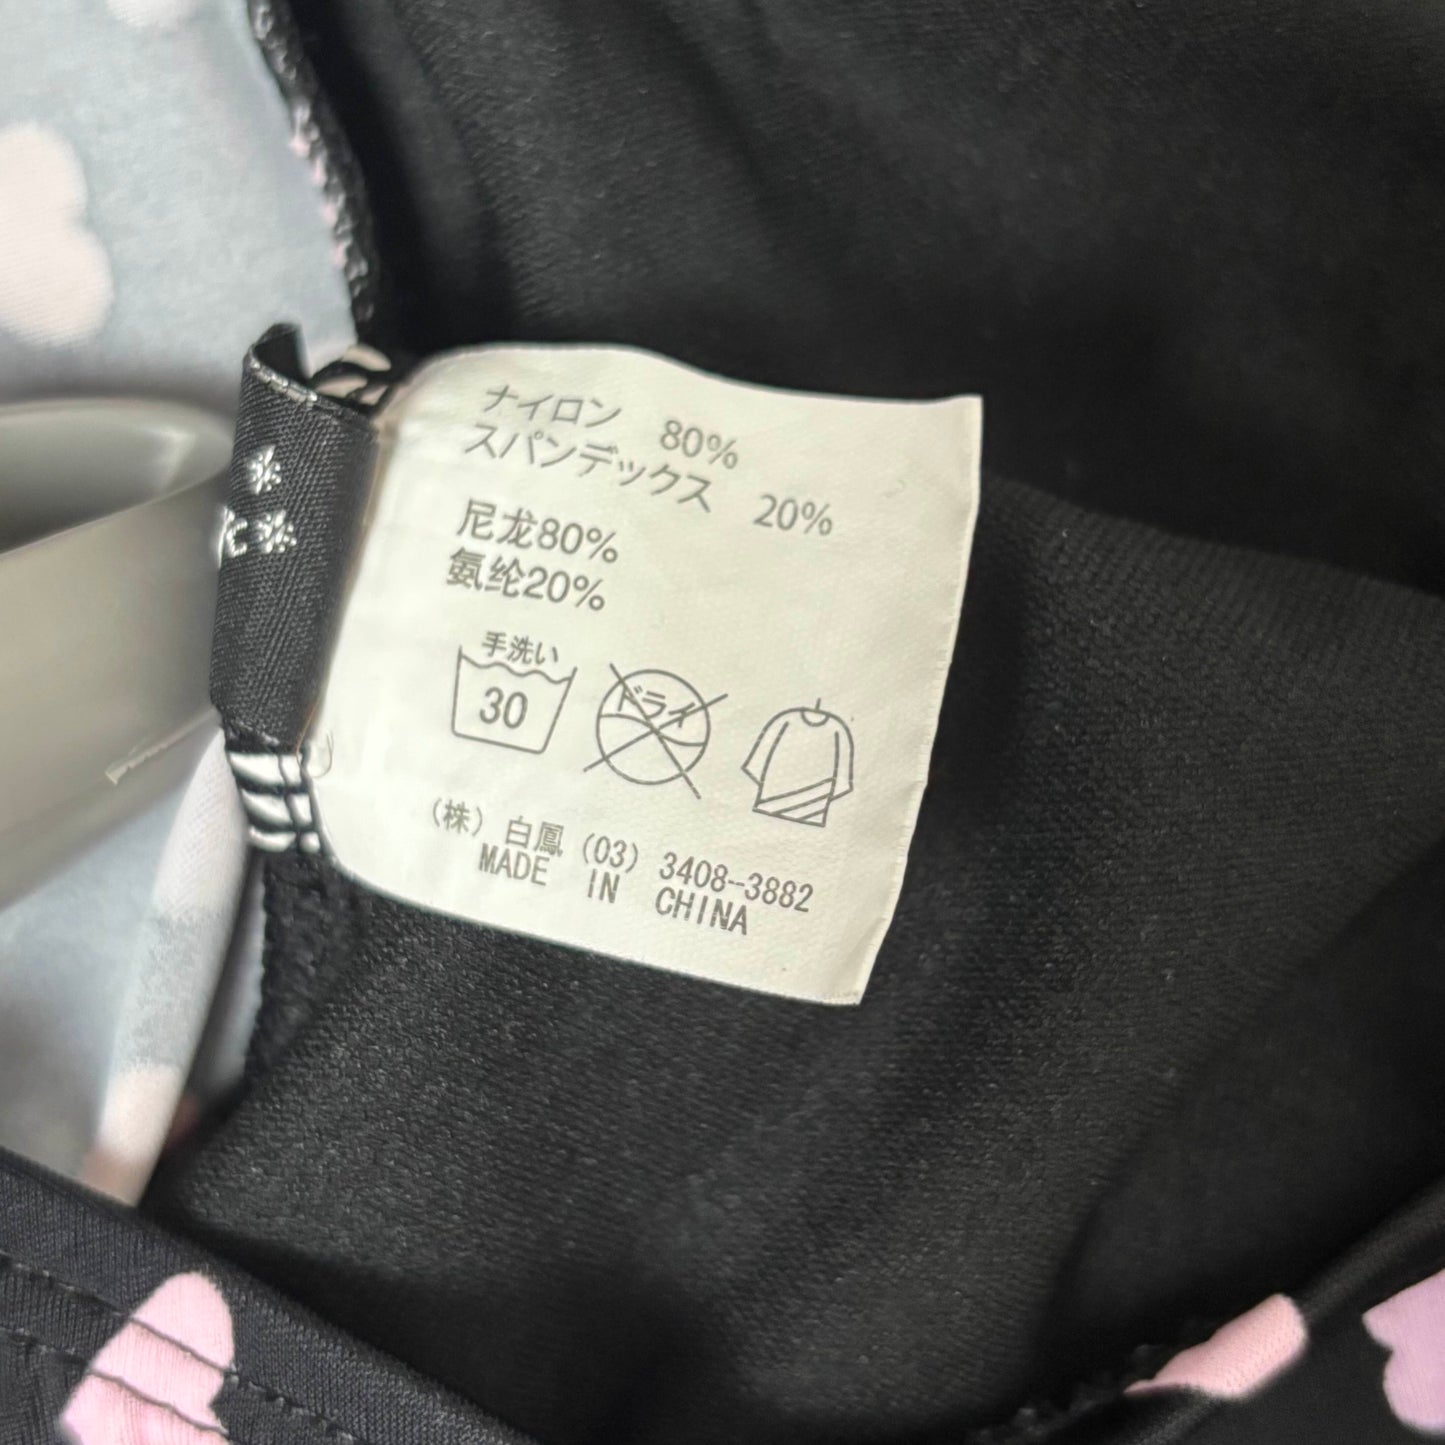 ナイロン 80%
スパンデックス 20%
尼龙80%
氨纶20%
手洗い
30
ドライ
(株) 白鳳 (03) 3408-3882
MADE IN CHINA